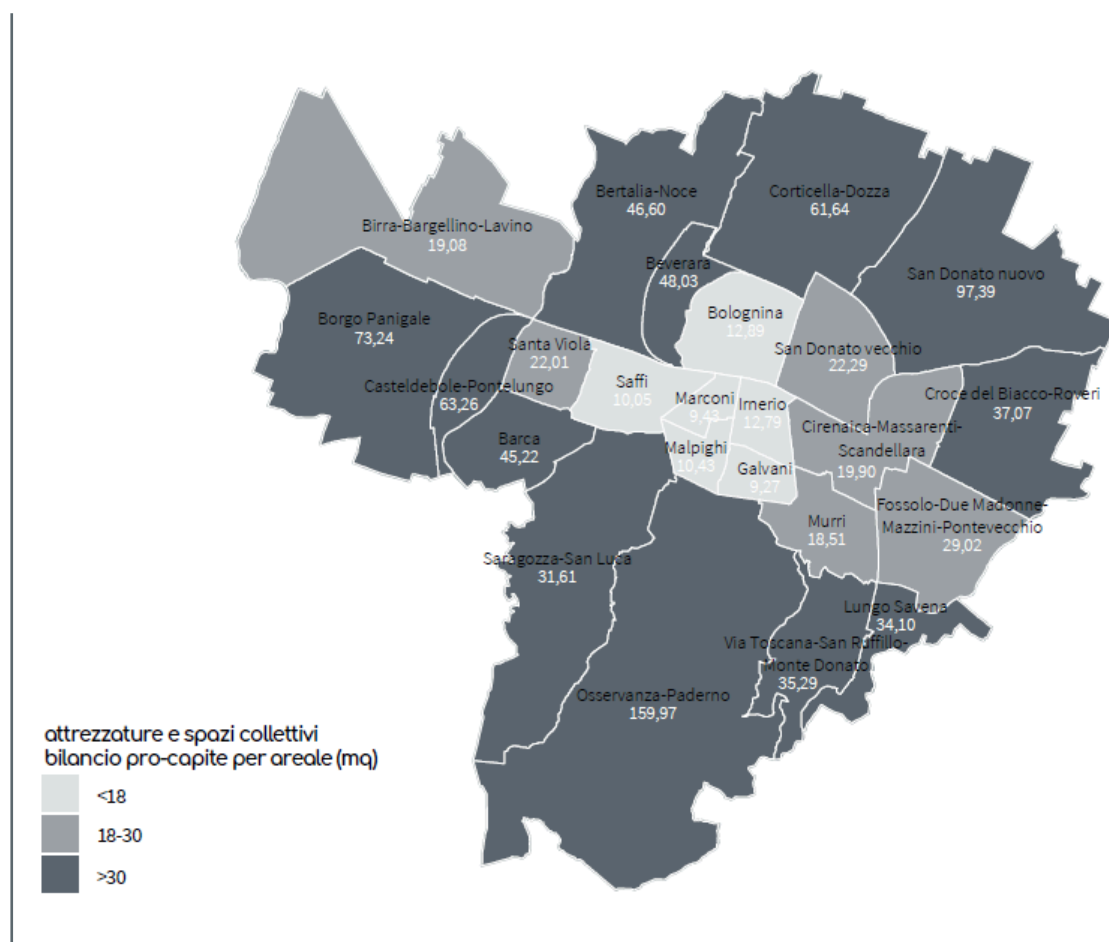 Bertalia-Noce
46,60
Corticella-Dozza
61,64
Birra-Bargellino-Lavino
19,08
Beverara
48,03
San Donato nuovo
97,39
Borgo Panigale
73,24
Bolognina
12,89
Santa Viola
22,01
San Donato vecchio
22,29
Casteldebole-Pontelungo
63,26
Saffi
10,05
Marconi
9,43
Irnerio
12,79
Croce del Biacco-Roveri
37,07
Barca
45,22
Malpighi
10,43
Galvani
9,27
Cirenaica-Massarenti-
Scandellara
19,90
Murri
18,51
Fossolo-Due Madonne-
Mazzini-Pontevecchio
29,02
Saragozza-San Luca
31,61
Lungo Savena
34,10
Via Toscana-San Ruffillo-
Monte Donato
35,29
Osservanza-Paderno
159,97
attrezzature e spazi collettivi
bilancio pro-capite per areale (mq)
<18
18-30
>30